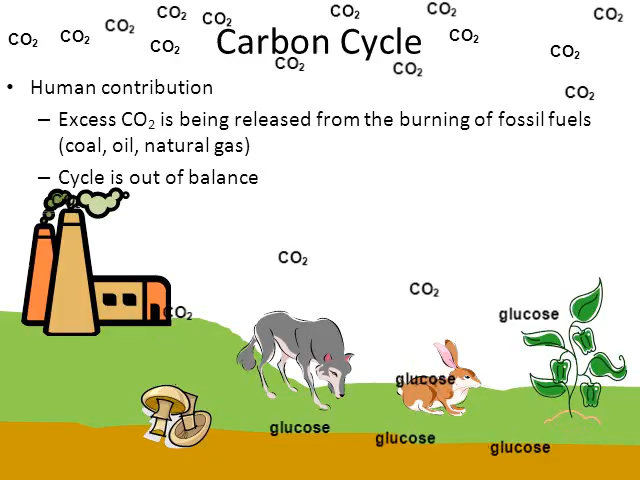 CO₂ CO₂ CO₂ CO₂ CO₂ CO₂
CO₂ CO₂ CO₂ CO₂ CO₂
Carbon Cycle
CO₂ CO₂
CO₂
• Human contribution
– Excess CO₂ is being released from the burning of fossil fuels
(coal, oil, natural gas)
– Cycle is out of balance
CO₂
CO₂
CO₂
glucose
glucose
glucose
glucose
glucose